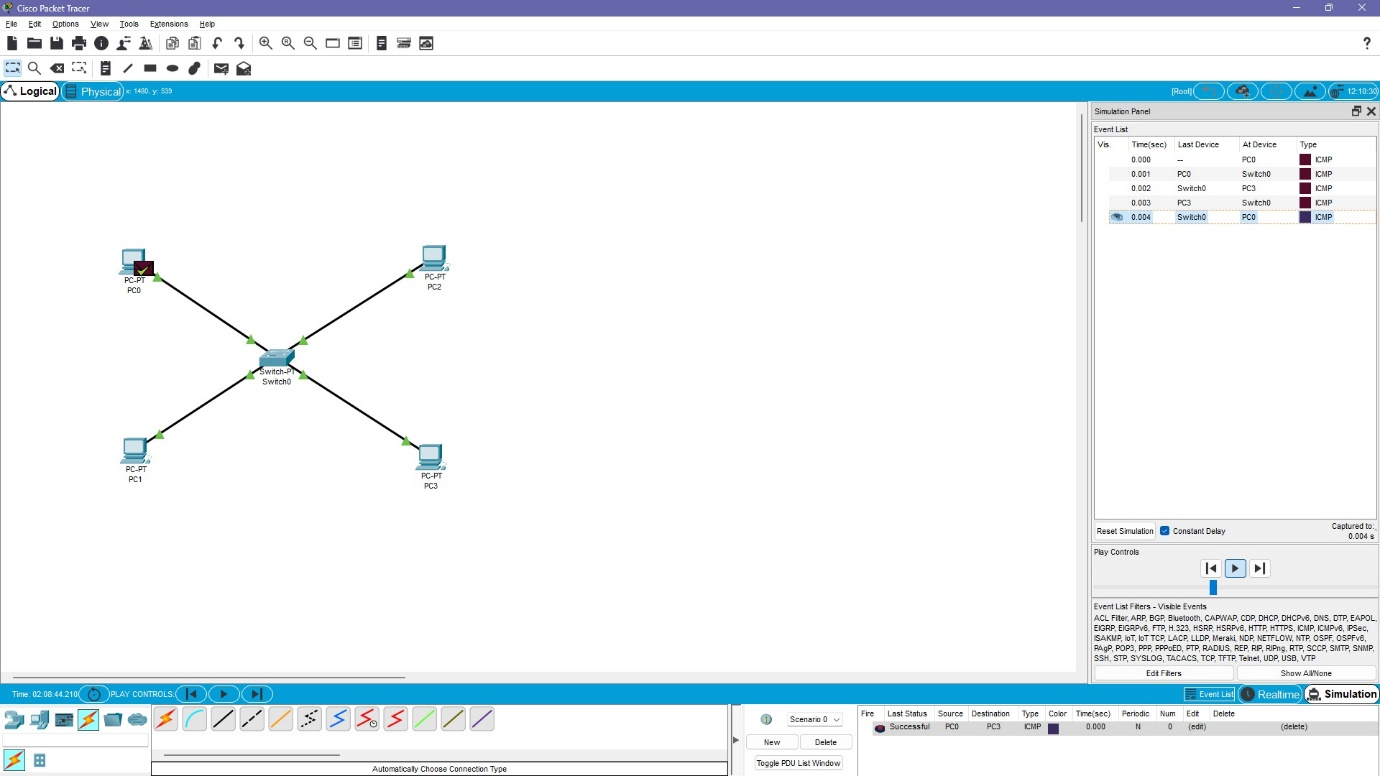 Cisco Packet Tracer
File Edit Options View Tools Extensions Help
?
Logical Physical x: 1480, y: 539 [Root] 12:10:30
Simulation Panel
Event List
Vis. Time(sec) Last Device At Device Type
0.000 -- PC0 ICMP
0.001 PC0 Switch0 ICMP
0.002 Switch0 PC3 ICMP
0.003 PC3 Switch0 ICMP
0.004 Switch0 PC0 ICMP
PC-PT
PC0
PC-PT
PC2
Switch-PT
Switch0
PC-PT
PC1
PC-PT
PC3
Reset Simulation Constant Delay Captured to:
0.004 s
Play Controls
Event List Filters - Visible Events
ACL Filter, ARP, BGP, Bluetooth, CAPWAP, CDP, DHCP, DHCPv6, DNS, DTP, EAPOL,
EIGRP, EIGRPv6, FTP, H.323, HSRP, HSRPv6, HTTP, HTTPS, ICMP, ICMPv6, IPSec,
ISAKMP, IoT, IoT TCP, LACP, LLDP, Meraki, NDP, NETFLOW, NTP, OSPF, OSPFv6,
PAgP, POP3, PPP, PPPoED, PTP, RADIUS, REP, RIP, RIPng, RTP, SCCP, SMTP, SNMP,
SSH, STP, SYSLOG, TACACS, TCP, TFTP, Telnet, UDP, USB, VTP
Edit Filters Show All/None
Time: 02:08:44.210 PLAY CONTROLS: Event List Realtime Simulation
Scenario 0
New Delete
Toggle PDU List Window
Fire Last Status Source Destination Type Color Time(sec) Periodic Num Edit Delete
Successful PC0 PC3 ICMP 0.000 N 0 (edit) (delete)
Automatically Choose Connection Type